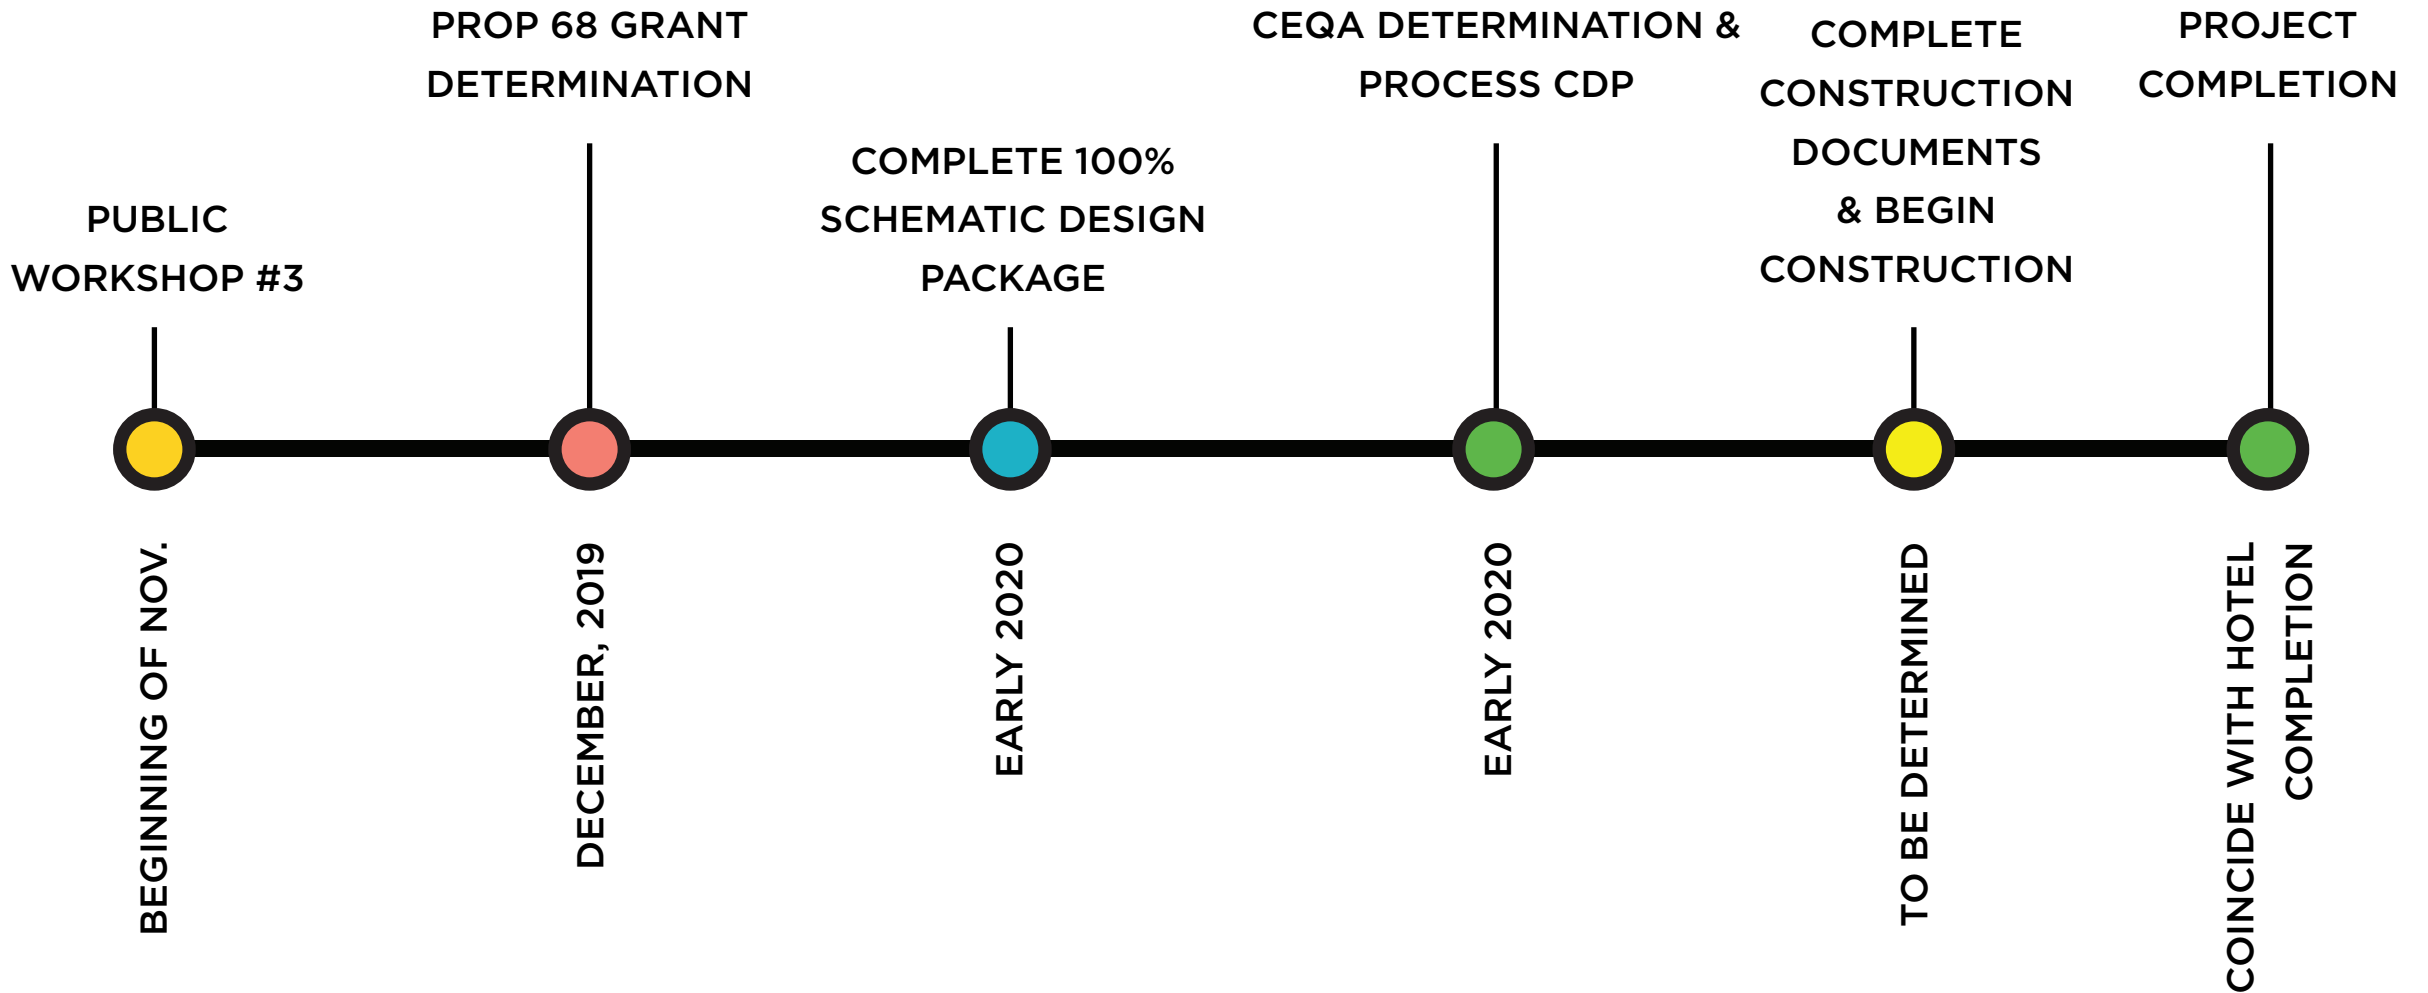 PUBLIC
WORKSHOP #3
BEGINNING OF NOV.
PROP 68 GRANT
DETERMINATION
DECEMBER, 2019
COMPLETE 100%
SCHEMATIC DESIGN
PACKAGE
EARLY 2020
CEQA DETERMINATION &
PROCESS CDP
EARLY 2020
COMPLETE
CONSTRUCTION
DOCUMENTS
& BEGIN
CONSTRUCTION
TO BE DETERMINED
PROJECT
COMPLETION
COINCIDE WITH HOTEL
COMPLETION